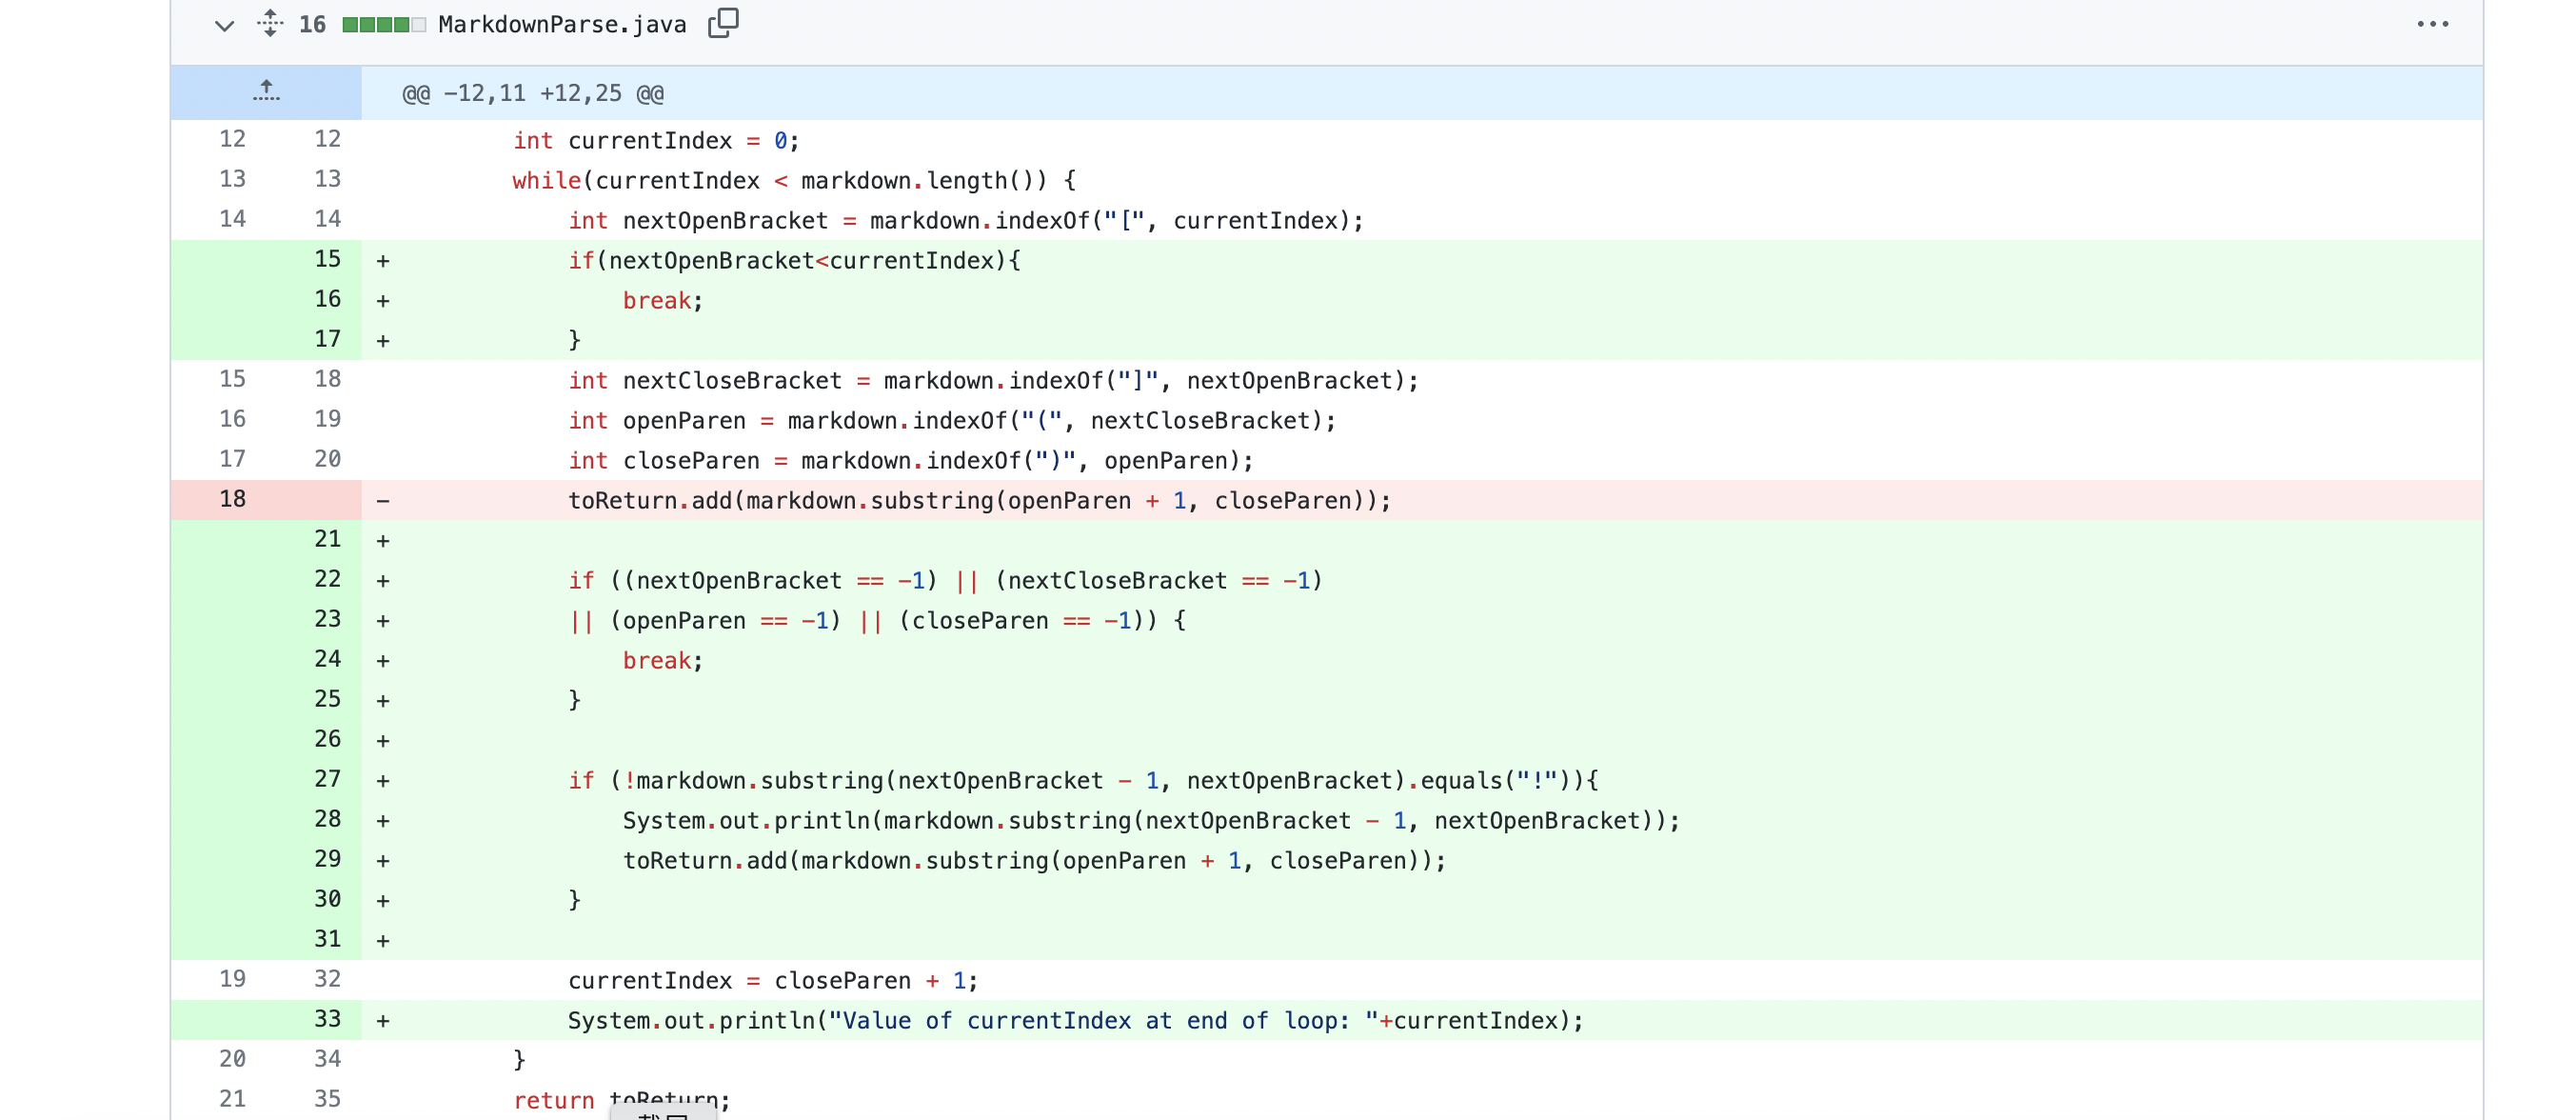 16 MarkdownParse.java
@@ -12,11 +12,25 @@
12 12 int currentIndex = 0;
13 13 while(currentIndex < markdown.length()) {
14 14 int nextOpenBracket = markdown.indexOf("[", currentIndex);
15 + if(nextOpenBracket<currentIndex){
16 + break;
17 + }
15 18 int nextCloseBracket = markdown.indexOf("]", nextOpenBracket);
16 19 int openParen = markdown.indexOf("(", nextCloseBracket);
17 20 int closeParen = markdown.indexOf(")", openParen);
18 - toReturn.add(markdown.substring(openParen + 1, closeParen));
21 +
22 + if ((nextOpenBracket == -1) || (nextCloseBracket == -1)
23 + || (openParen == -1) || (closeParen == -1)) {
24 + break;
25 + }
26 +
27 + if (!markdown.substring(nextOpenBracket - 1, nextOpenBracket).equals("!")){
28 + System.out.println(markdown.substring(nextOpenBracket - 1, nextOpenBracket));
29 + toReturn.add(markdown.substring(openParen + 1, closeParen));
30 + }
31 +
19 32 currentIndex = closeParen + 1;
33 + System.out.println("Value of currentIndex at end of loop: "+currentIndex);
20 34 }
21 35 return toReturn;